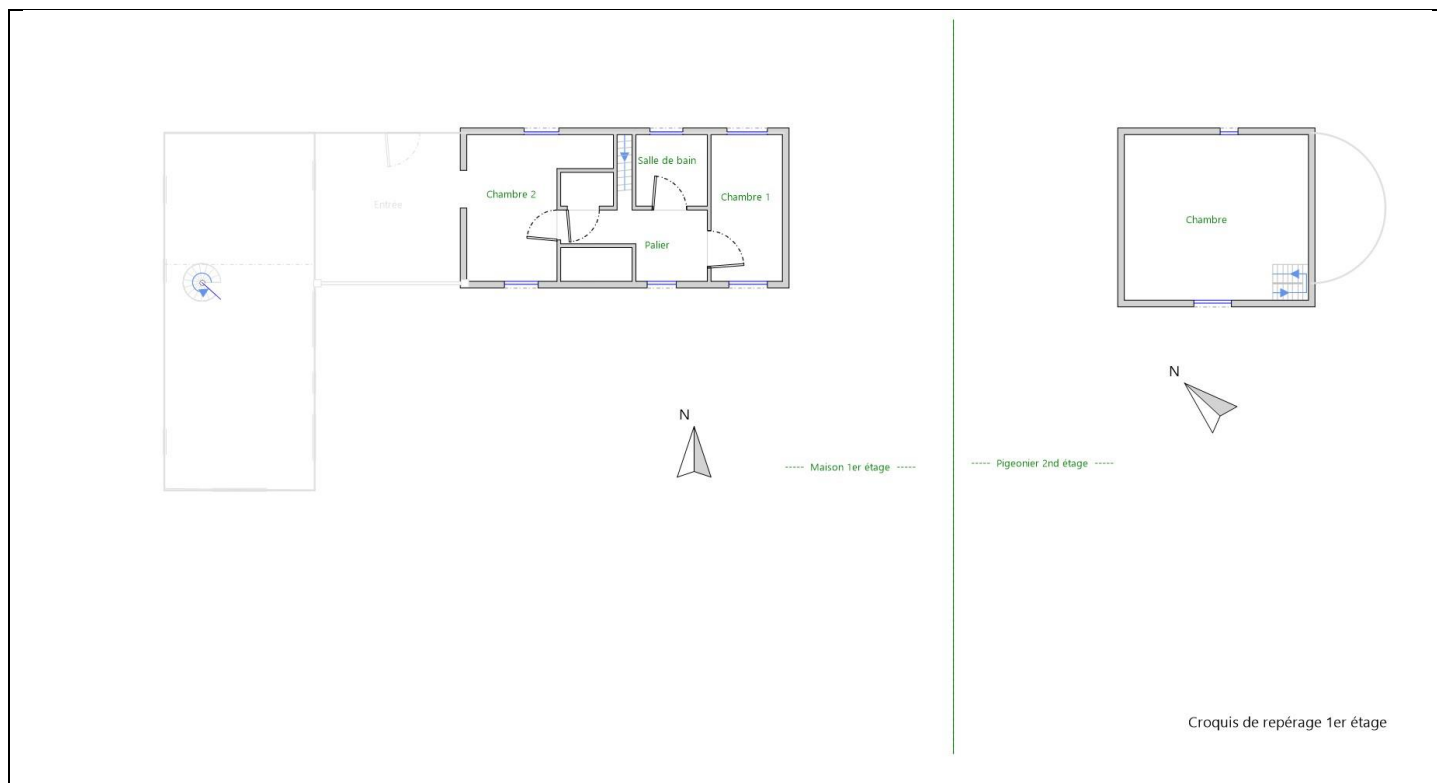 Salle de bain
Entrée
Chambre 2
Chambre 1
Palier
Chambre
N
N
----- Maison 1er étage -----
----- Pigeonier 2nd étage -----
Croquis de repérage 1er étage